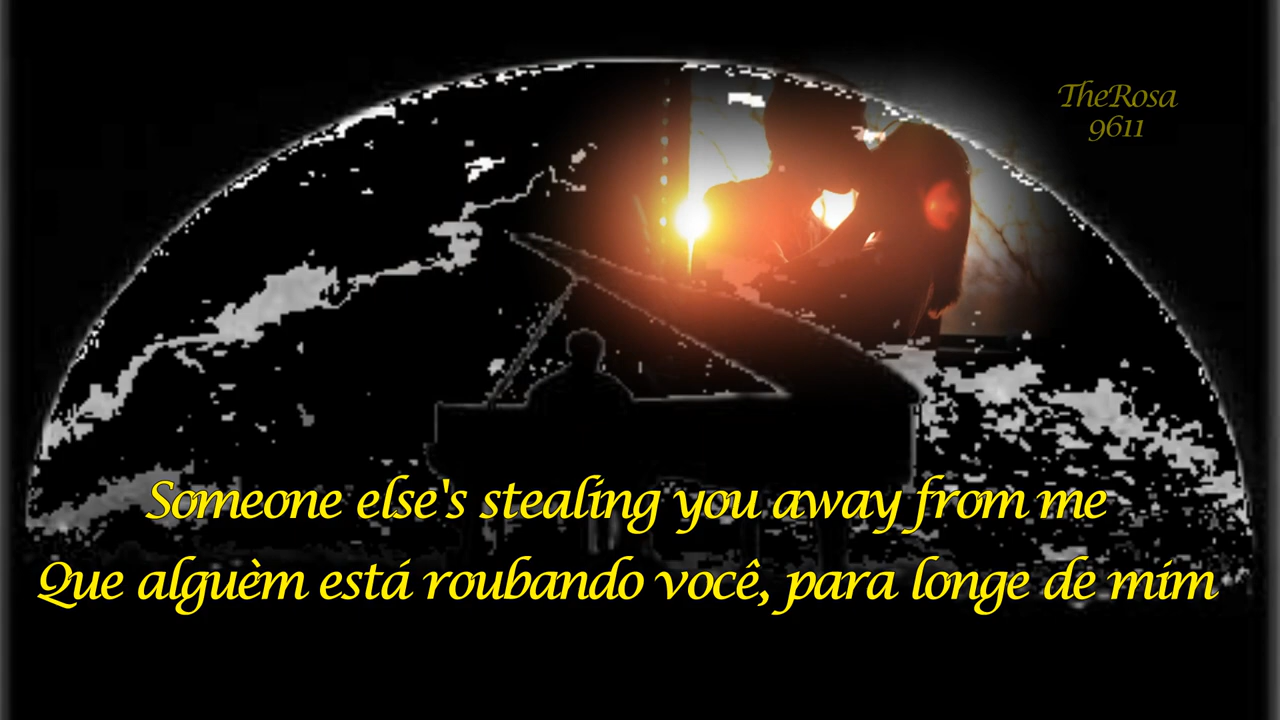 TheRosa
9611
Someone else's stealing you away from me
Que alguèm está roubando você, para longe de mim